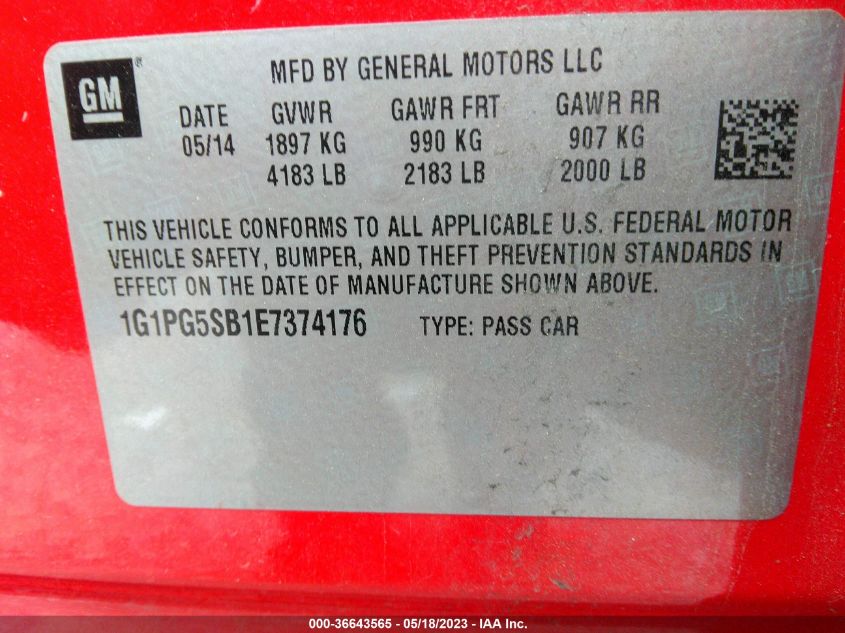 GM
MFD BY GENERAL MOTORS LLC
DATE GVWR GAWR FRT GAWR RR
05/14 1897 KG 990 KG 907 KG
4183 LB 2183 LB 2000 LB
THIS VEHICLE CONFORMS TO ALL APPLICABLE U.S. FEDERAL MOTOR
VEHICLE SAFETY, BUMPER, AND THEFT PREVENTION STANDARDS IN
EFFECT ON THE DATE OF MANUFACTURE SHOWN ABOVE.
1G1PG5SB1E7374176 TYPE: PASS CAR
000-36643565 - 05/18/2023 - IAA Inc.